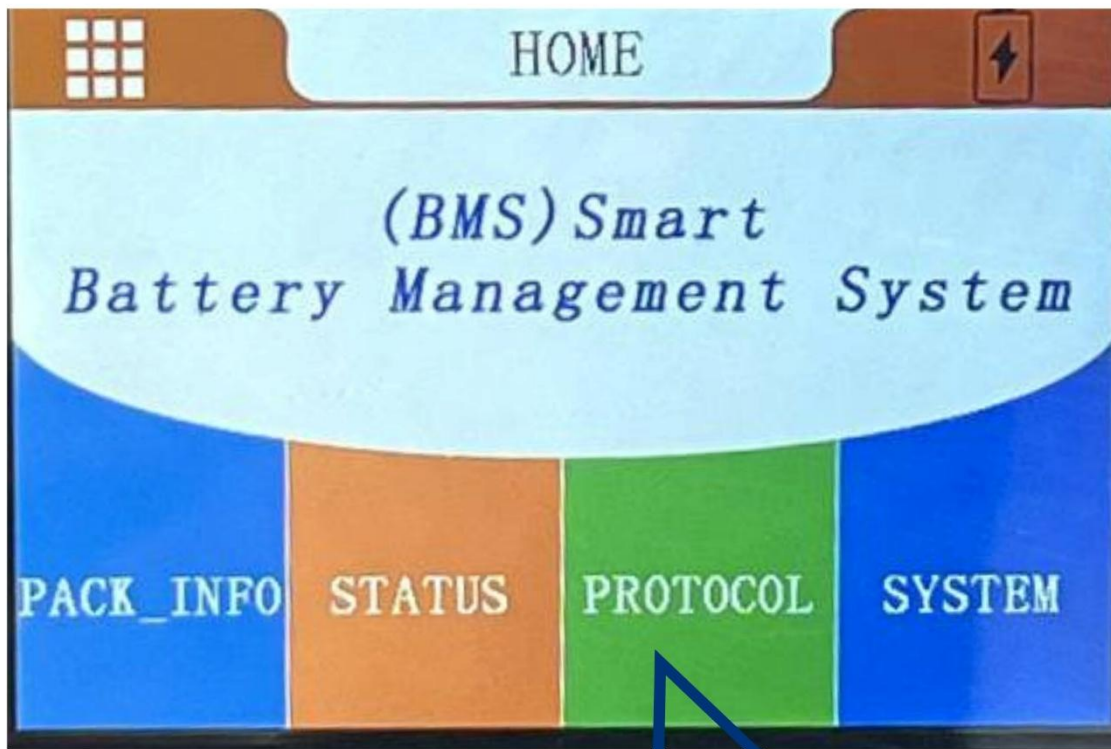 HOME
(BMS)Smart
Battery Management System
PACK_INFO STATUS PROTOCOL SYSTEM